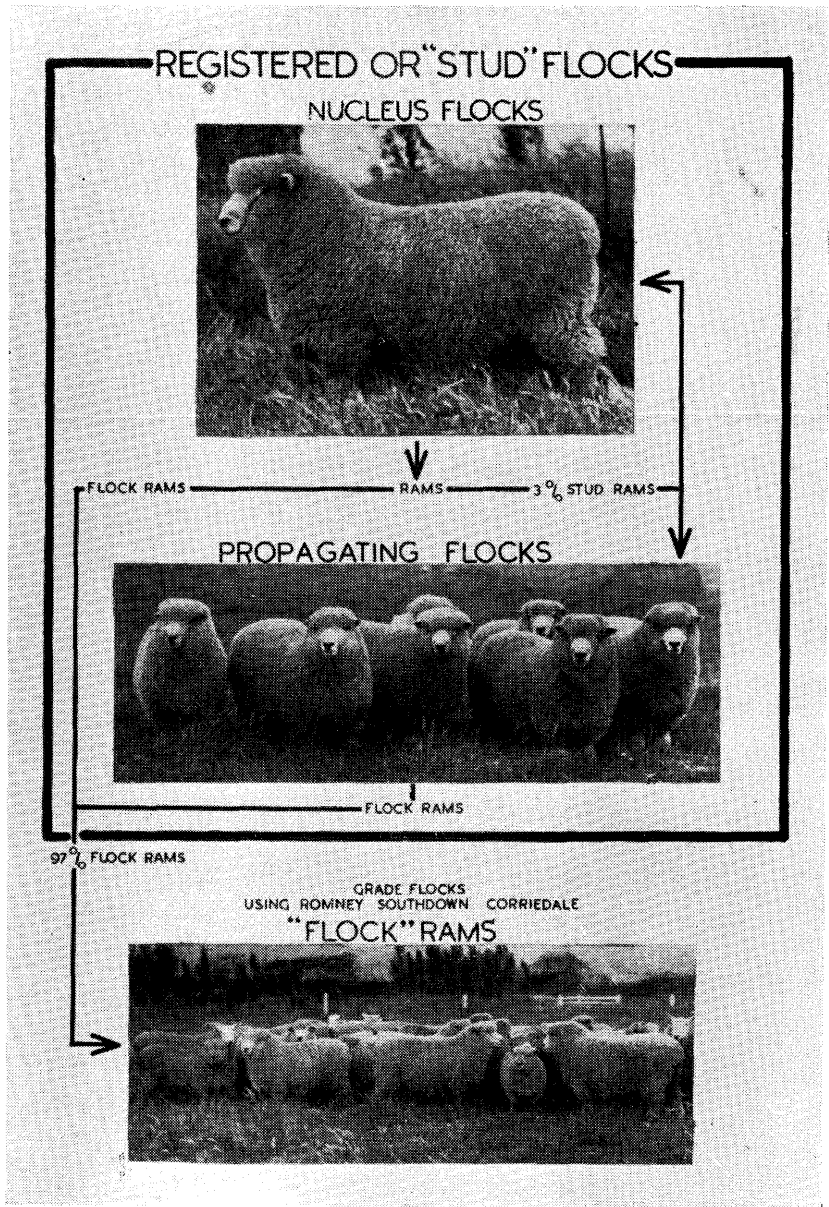 REGISTERED OR "STUD" FLOCKS
NUCLEUS FLOCKS
FLOCK RAMS
RAMS
3% STUD RAMS
PROPAGATING FLOCKS
FLOCK RAMS
97% FLOCK RAMS
GRADE FLOCKS
USING ROMNEY SOUTHDOWN CORRIEDALE
"FLOCK" RAMS